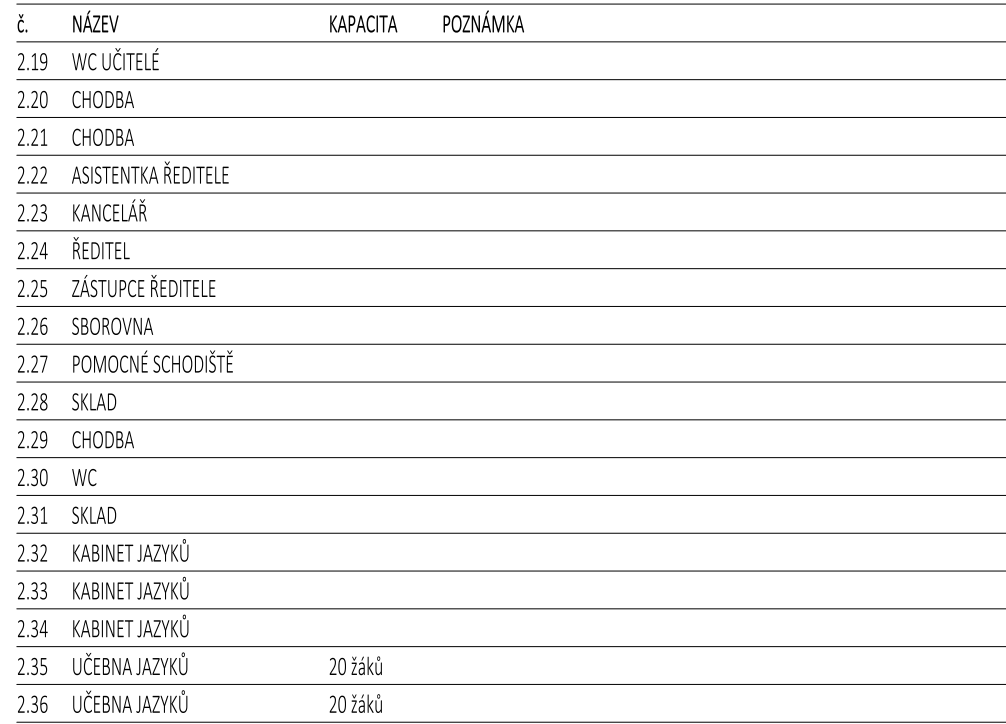 č. NÁZEV KAPACITA POZNÁMKA
2.19 WC UČITELÉ
2.20 CHODBA
2.21 CHODBA
2.22 ASISTENTKA ŘEDITELE
2.23 KANCELÁŘ
2.24 ŘEDITEL
2.25 ZÁSTUPCE ŘEDITELE
2.26 SBOROVNA
2.27 POMOCNÉ SCHODIŠTĚ
2.28 SKLAD
2.29 CHODBA
2.30 WC
2.31 SKLAD
2.32 KABINET JAZYKŮ
2.33 KABINET JAZYKŮ
2.34 KABINET JAZYKŮ
2.35 UČEBNA JAZYKŮ 20 žáků
2.36 UČEBNA JAZYKŮ 20 žáků